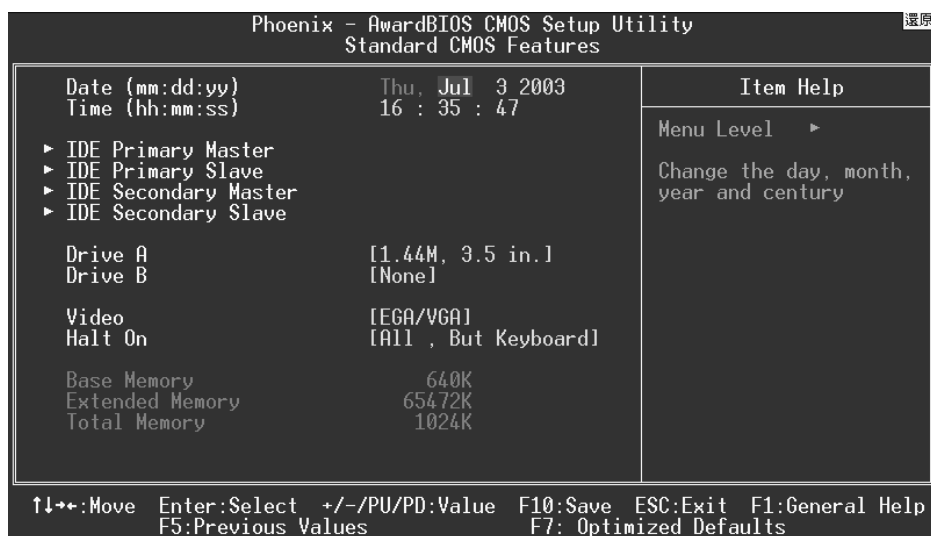 Phoenix - AwardBIOS CMOS Setup Utility
還原
Standard CMOS Features
Date (mm:dd:yy) Thu, Jul 3 2003
Time (hh:mm:ss) 16 : 35 : 47
► IDE Primary Master
► IDE Primary Slave
► IDE Secondary Master
► IDE Secondary Slave
Drive A [1.44M, 3.5 in.]
Drive B [None]
Video [EGA/VGA]
Halt On [All , But Keyboard]
Base Memory 640K
Extended Memory 65472K
Total Memory 1024K
Item Help
Menu Level ►
Change the day, month,
year and century
↑↓→←:Move Enter:Select +/-/PU/PD:Value F10:Save ESC:Exit F1:General Help
F5:Previous Values F7: Optimized Defaults